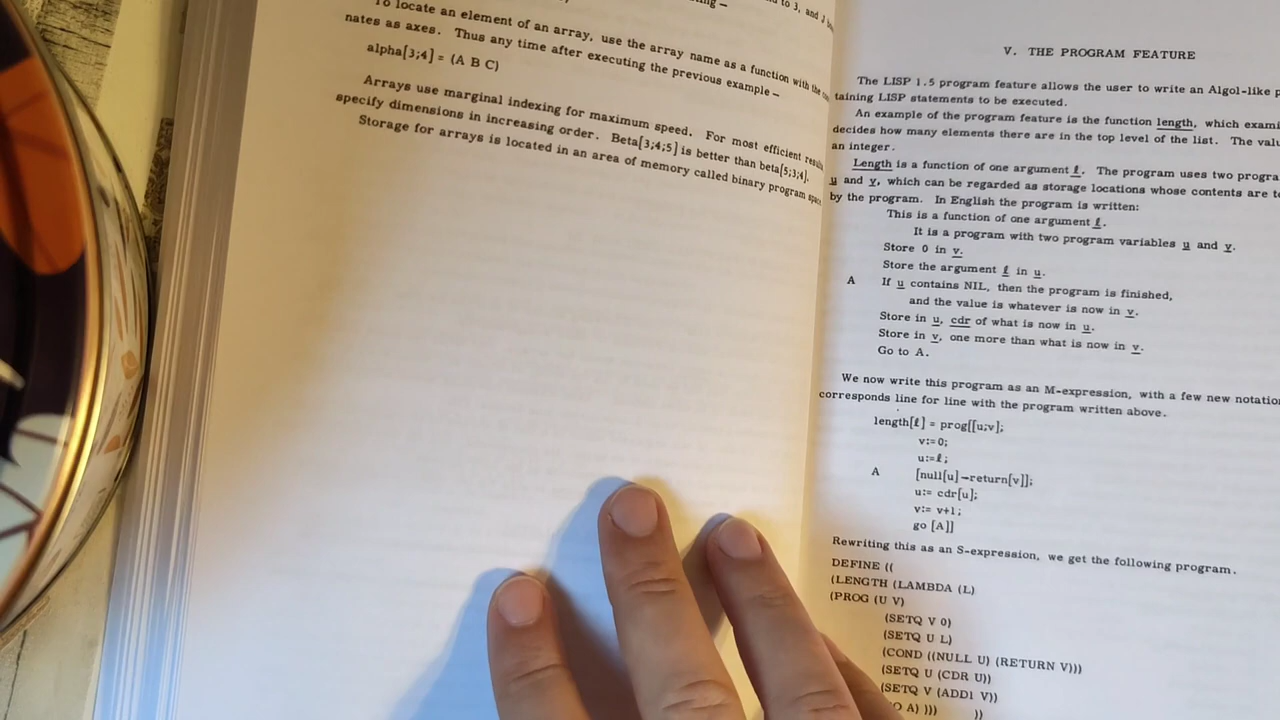 to 3, and J
To locate an element of an array, use the array name as a function with the
nates as axes. Thus any time after executing the previous example —
alpha[3;4] = (A B C)
Arrays use marginal indexing for maximum speed. For most efficient results
specify dimensions in increasing order. Beta[3;4;5] is better than beta[5;3;4].
Storage for arrays is located in an area of memory called binary program space
V. THE PROGRAM FEATURE
The LISP 1.5 program feature allows the user to write an Algol-like
taining LISP statements to be executed.
An example of the program feature is the function length, which
decides how many elements there are in the top level of the list. The
an integer.
Length is a function of one argument ℓ. The program uses two
u and v, which can be regarded as storage locations whose contents are
by the program. In English the program is written:
This is a function of one argument ℓ.
It is a program with two program variables u and v.
Store 0 in v.
Store the argument ℓ in u.
A If u contains NIL, then the program is finished,
and the value is whatever is now in v.
Store in u, cdr of what is now in u.
Store in v, one more than what is now in v.
Go to A.
We now write this program as an M-expression, with a few new
corresponds line for line with the program written above.
length[ℓ] = prog[[u;v];
v:=0;
u:=ℓ;
A [null[u]→return[v]];
u:= cdr[u];
v:= v+1;
go [A]]
Rewriting this as an S-expression, we get the following program.
DEFINE ((
(LENGTH (LAMBDA (L)
(PROG (U V)
(SETQ V 0)
(SETQ U L)
(COND ((NULL U) (RETURN V)))
(SETQ U (CDR U))
(SETQ V (ADD1 V))
A) ))) ))